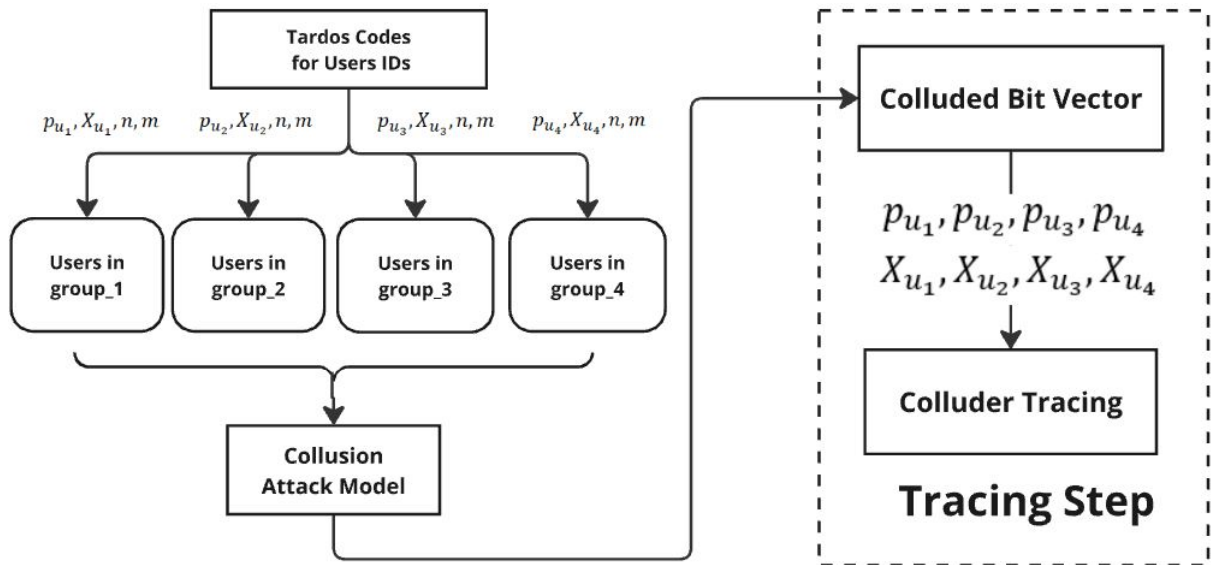 Tardos Codes
for Users IDs
p_{u_1}, X_{u_1}, n, m
p_{u_2}, X_{u_2}, n, m
p_{u_3}, X_{u_3}, n, m
p_{u_4}, X_{u_4}, n, m
Users in
group_1
Users in
group_2
Users in
group_3
Users in
group_4
Collusion
Attack Model
Colluded Bit Vector
p_{u_1}, p_{u_2}, p_{u_3}, p_{u_4}
X_{u_1}, X_{u_2}, X_{u_3}, X_{u_4}
Colluder Tracing
Tracing Step